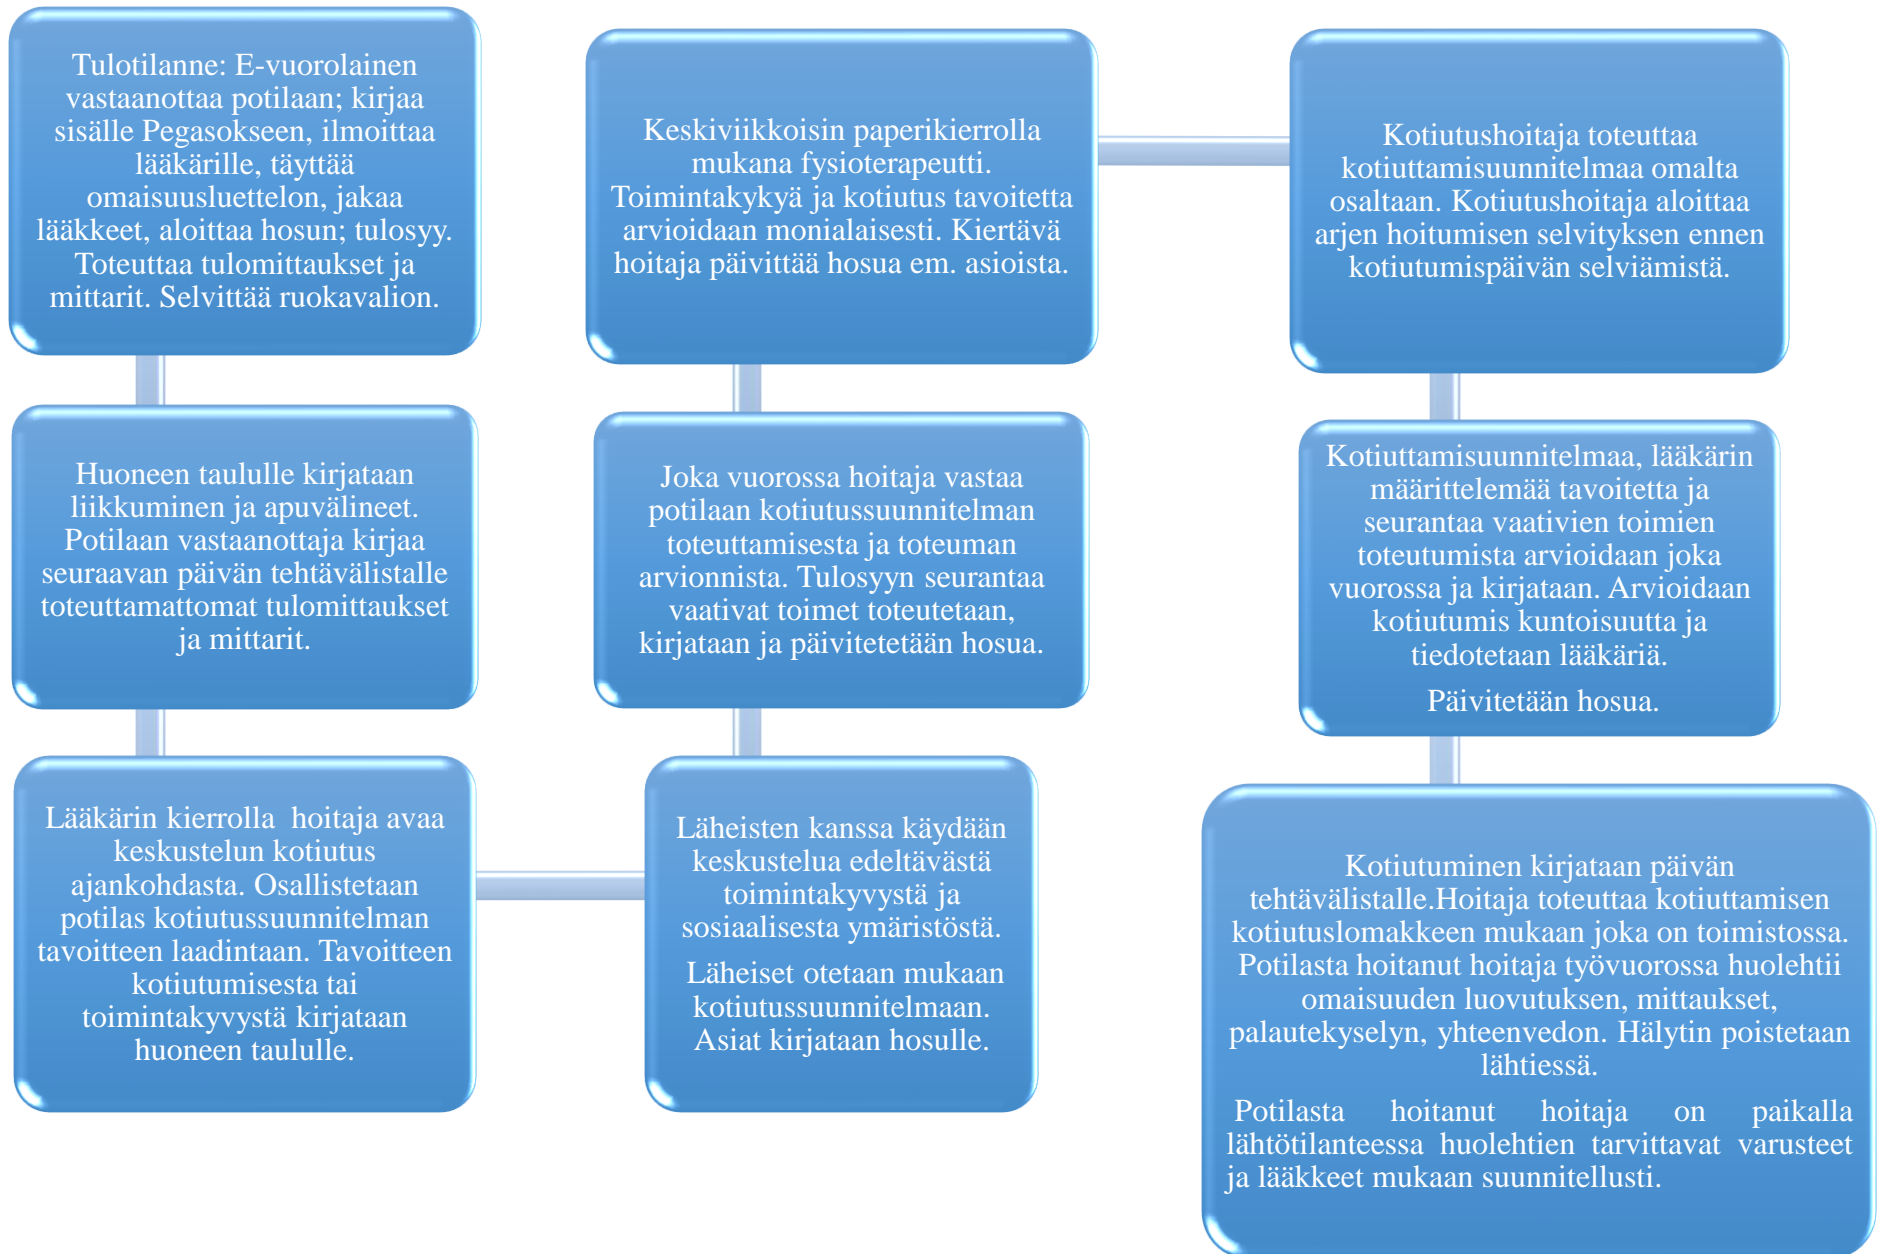 Tulotilanne: E-vuorolainen
vastaanottaa potilaan; kirjaa
sisälle Pegasokseen, ilmoittaa
lääkärille, täyttää
omaisuusluettelon, jakaa
lääkkeet, aloittaa hosun; tulosyy.
Toteuttaa tulomittaukset ja
mittarit. Selvittää ruokavalion.
Huoneen taululle kirjataan
liikkuminen ja apuvälineet.
Potilaan vastaanottaja kirjaa
seuraavan päivän tehtävälistalle
toteuttamattomat tulomittaukset
ja mittarit.
Lääkärin kierrolla hoitaja avaa
keskustelun kotiutus
ajankohdasta. Osallistetaan
potilas kotiutussuunnitelman
tavoitteen laadintaan. Tavoitteen
kotiutumisesta tai
toimintakyvystä kirjataan
huoneen taululle.
Läheisten kanssa käydään
keskustelua edeltävästä
toimintakyvystä ja
sosiaalisesta ymäristöstä.
Läheiset otetaan mukaan
kotiutussuunnitelmaan.
Asiat kirjataan hosulle.
Joka vuorossa hoitaja vastaa
potilaan kotiutussuunnitelman
toteuttamisesta ja toteuman
arvionnista. Tulosyyn seurantaa
vaativat toimet toteutetaan,
kirjataan ja päivitetetään hosua.
Keskiviikkoisin paperikierrolla
mukana fysioterapeutti.
Toimintakykyä ja kotiutus tavoitetta
arvioidaan monialaisesti. Kiertävä
hoitaja päivittää hosua em. asioista.
Kotiutushoitaja toteuttaa
kotiuttamisuunnitelmaa omalta
osaltaan. Kotiutushoitaja aloittaa
arjen hoitumisen selvityksen ennen
kotiutumispäivän selviämistä.
Kotiuttamisuunnitelmaa, lääkärin
määrittelemää tavoitetta ja
seurantaa vaativien toimien
toteutumista arvioidaan joka
vuorossa ja kirjataan. Arvioidaan
kotiutumis kuntoisuutta ja
tiedotetaan lääkäriä.
Päivitetään hosua.
Kotiutuminen kirjataan päivän
tehtävälistalle.Hoitaja toteuttaa kotiuttamisen
kotiutuslomakkeen mukaan joka on toimistossa.
Potilasta hoitanut hoitaja työvuorossa huolehtii
omaisuuden luovutuksen, mittaukset,
palautekyselyn, yhteenvedon. Hälytin poistetaan
lähtiessä.
Potilasta hoitanut hoitaja on paikalla
lähtötilanteessa huolehtien tarvittavat varusteet
ja lääkkeet mukaan suunnitellusti.